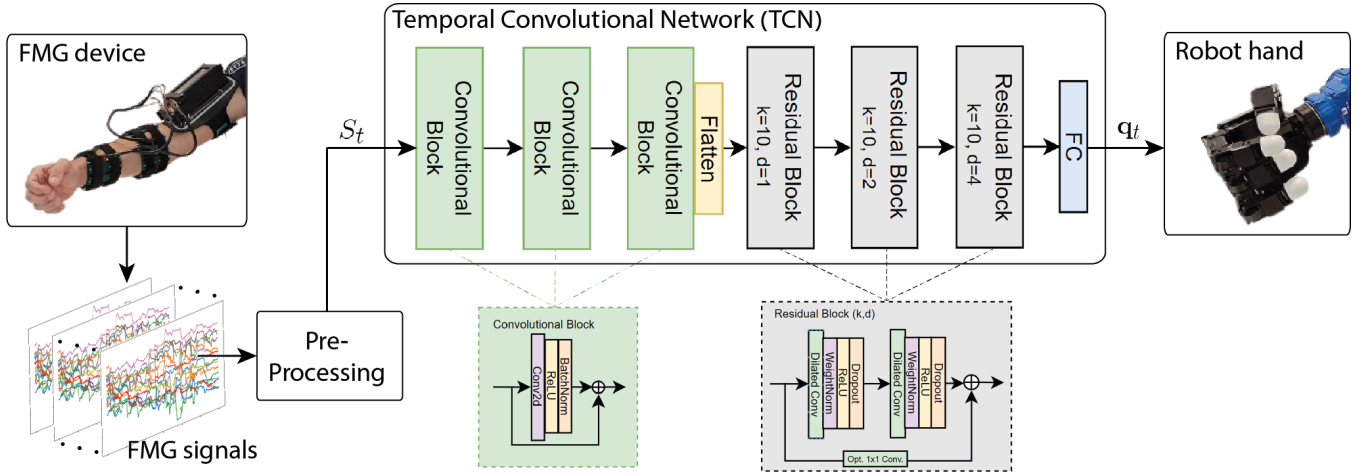 Temporal Convolutional Network (TCN)
FMG device
Convolutional
Block
Convolutional
Block
Convolutional
Block
Flatten
Residual Block
k=10, d=1
Residual Block
k=10, d=2
Residual Block
k=10, d=4
FC
Robot hand
S_t
q_t
Pre-
Processing
FMG signals
Convolutional Block
Conv2d
ReLU
BatchNorm
Residual Block (k,d)
Dilated Conv
WeightNorm
ReLU
Dropout
Dilated Conv
WeightNorm
ReLU
Dropout
Opt. 1x1 Conv.